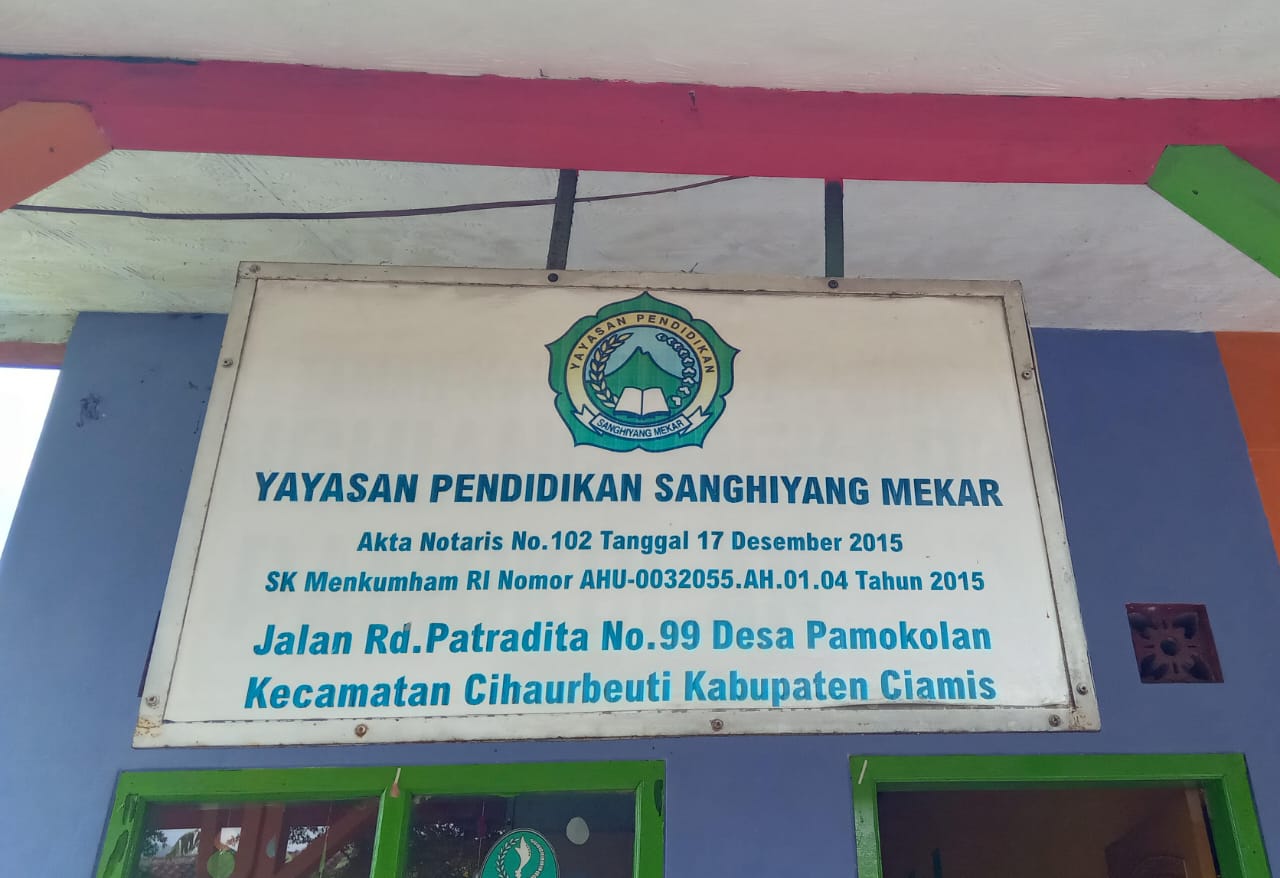 YAYASAN PENDIDIKAN
SANGHIYANG MEKAR
YAYASAN PENDIDIKAN SANGHIYANG MEKAR
Akta Notaris No.102 Tanggal 17 Desember 2015
SK Menkumham RI Nomor AHU-0032055.AH.01.04 Tahun 2015
Jalan Rd.Patradita No.99 Desa Pamokolan
Kecamatan Cihaurbeuti Kabupaten Ciamis